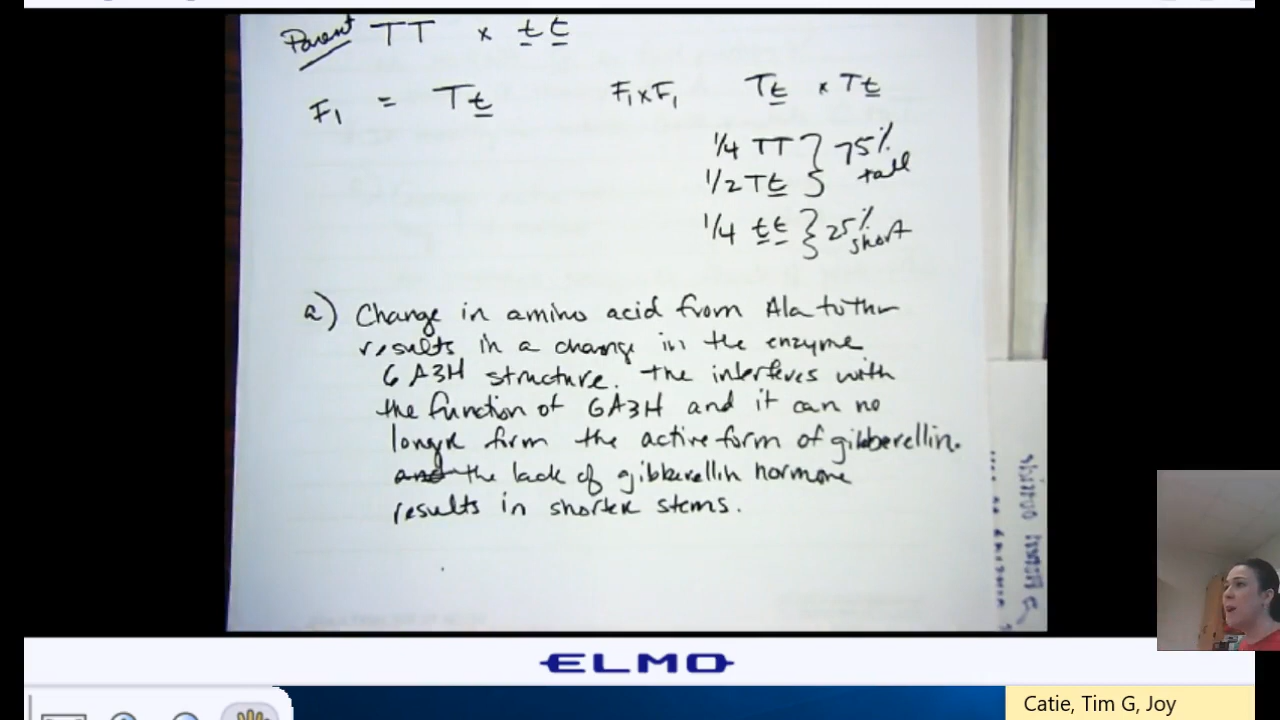 Parent TT x t t
F1 = Tt F1 x F1 Tt x Tt
1/4 TT } 75%
1/2 Tt tall
1/4 tt } 25%
short
a) Change in amino acid from Ala to Thr
results in a change in the enzyme
GA3H structure. The interferes with
the function of GA3H and it can no
longer form the active form of gibberellin.
and the lack of gibberellin hormone
results in shorter stems.
ELMO
Catie, Tim G, Joy